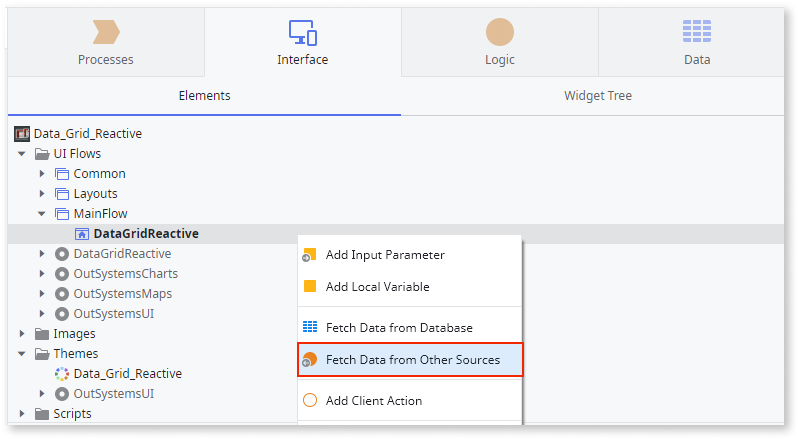 Processes
Interface
Logic
Data
Elements
Widget Tree
Data_Grid_Reactive
UI Flows
Common
Layouts
MainFlow
DataGridReactive
DataGridReactive
OutSystemsCharts
OutSystemsMaps
OutSystemsUI
Images
Themes
Data_Grid_Reactive
OutSystemsUI
Scripts
Add Input Parameter
Add Local Variable
Fetch Data from Database
Fetch Data from Other Sources
Add Client Action